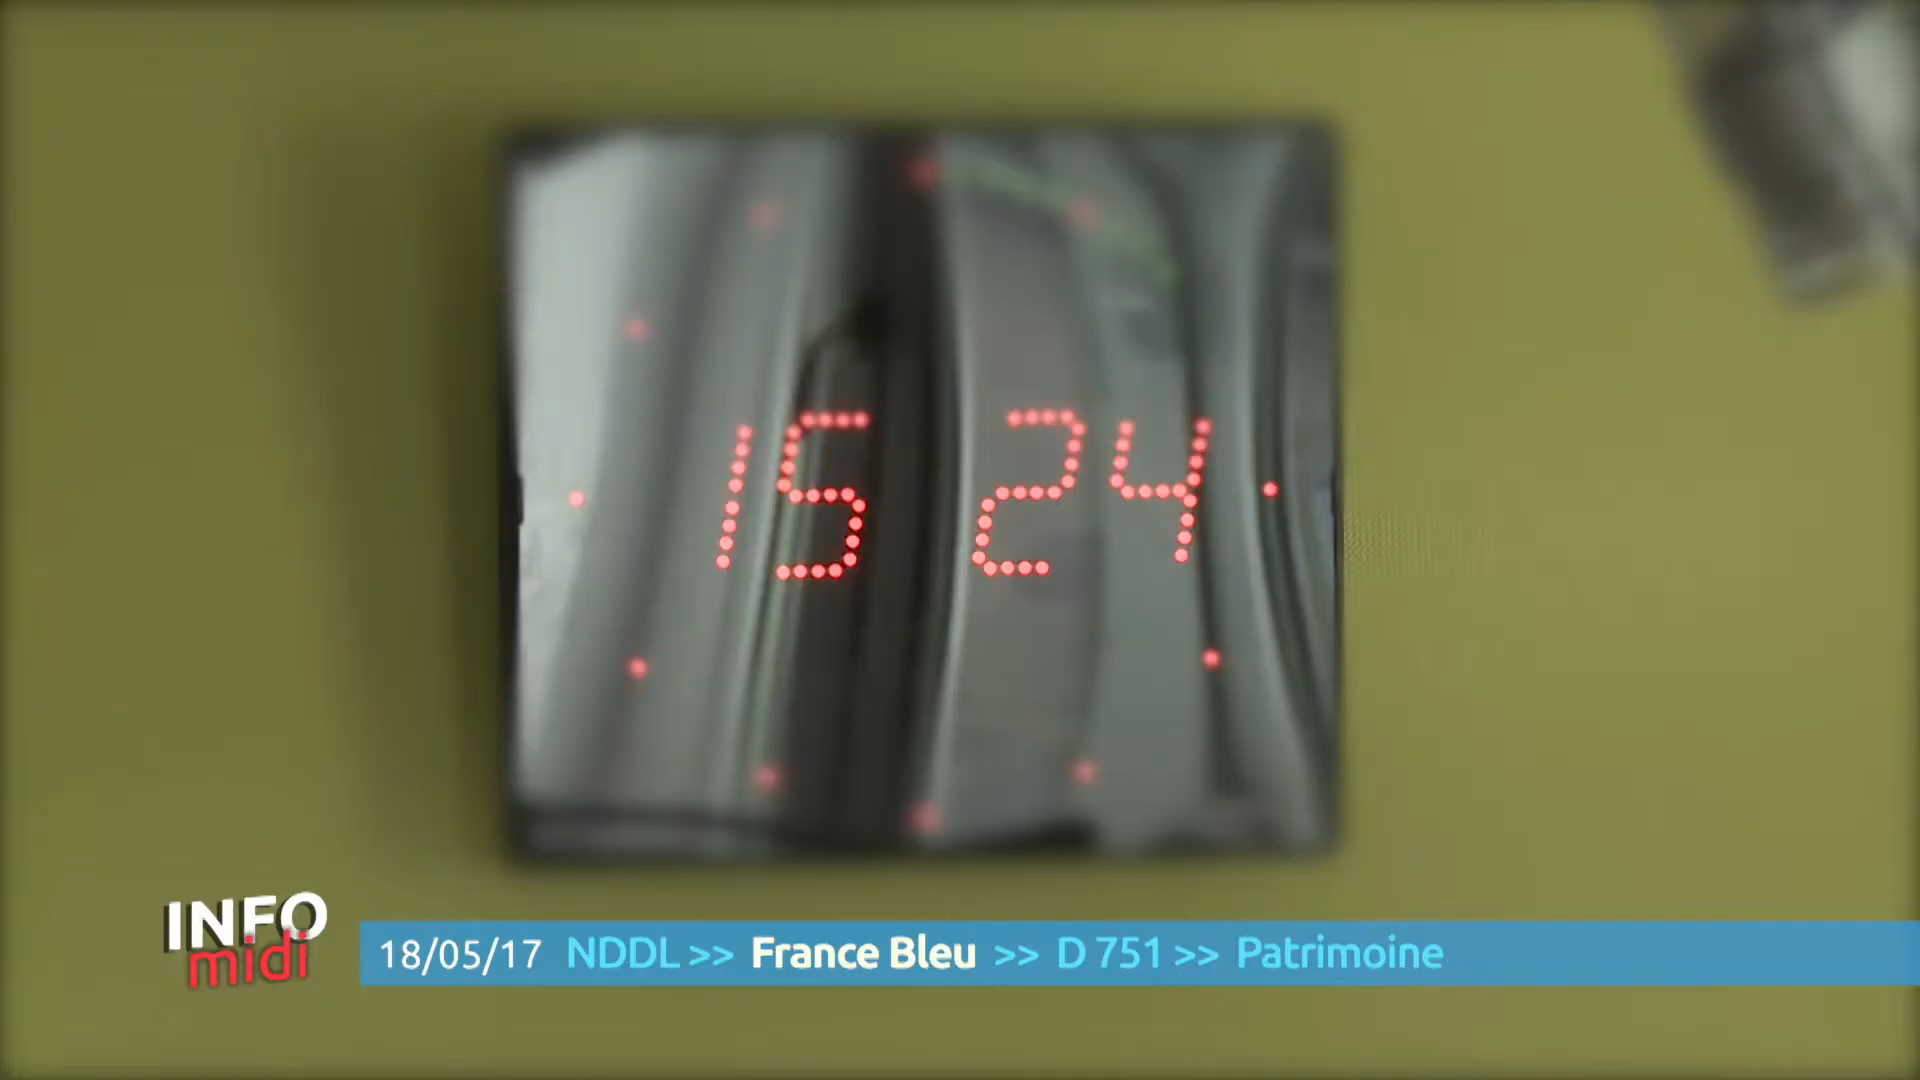 15 24
INFO
midi
18/05/17 NDDL >> France Bleu >> D 751 >> Patrimoine